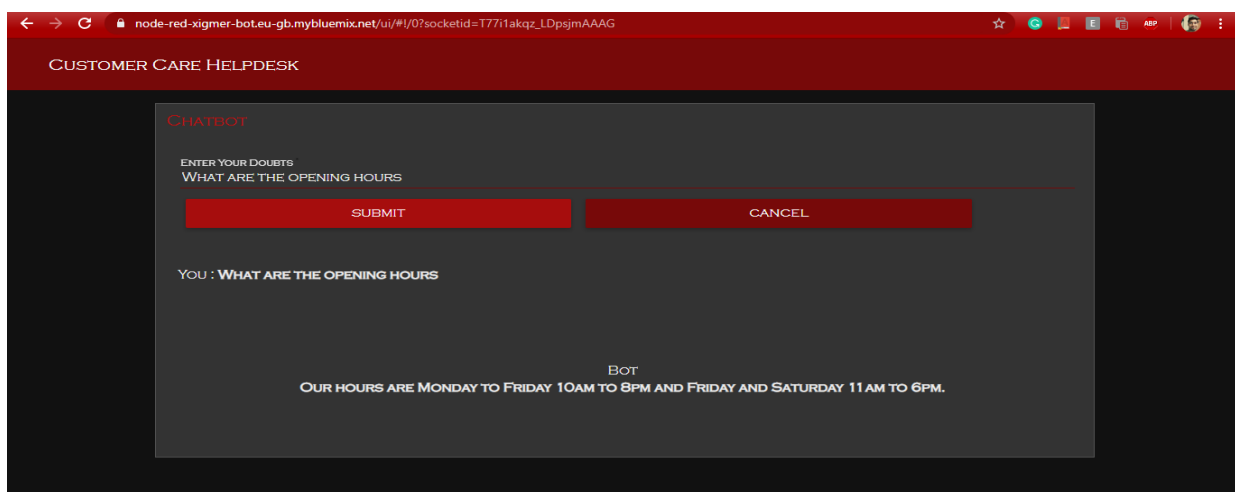 node-red-xigmer-bot.eu-gb.mybluemix.net/ui/#!/0?socketid=T77i1akqz_LDpsjmAAAG
Customer Care Helpdesk
Chatbot
Enter Your Doubts *
What are the opening hours
SUBMIT CANCEL
You : What are the opening hours
Bot
Our hours are Monday to Friday 10am to 8pm and Friday and Saturday 11am to 6pm.